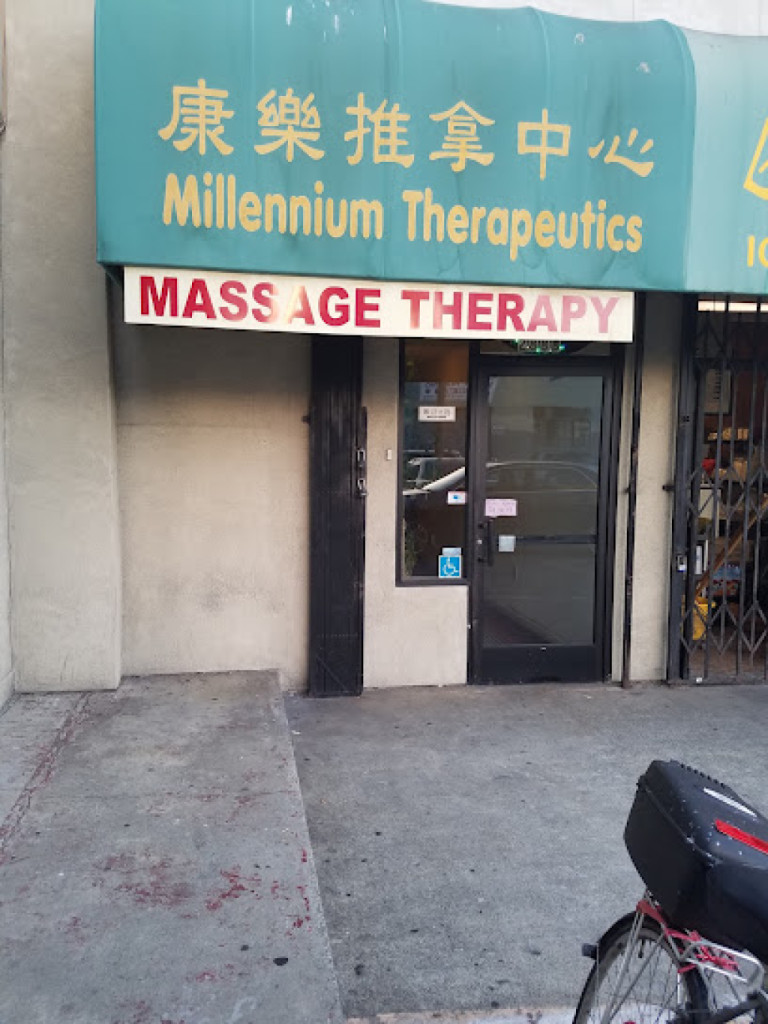 康樂推拿中心
Millennium Therapeutics
MASSAGE THERAPY